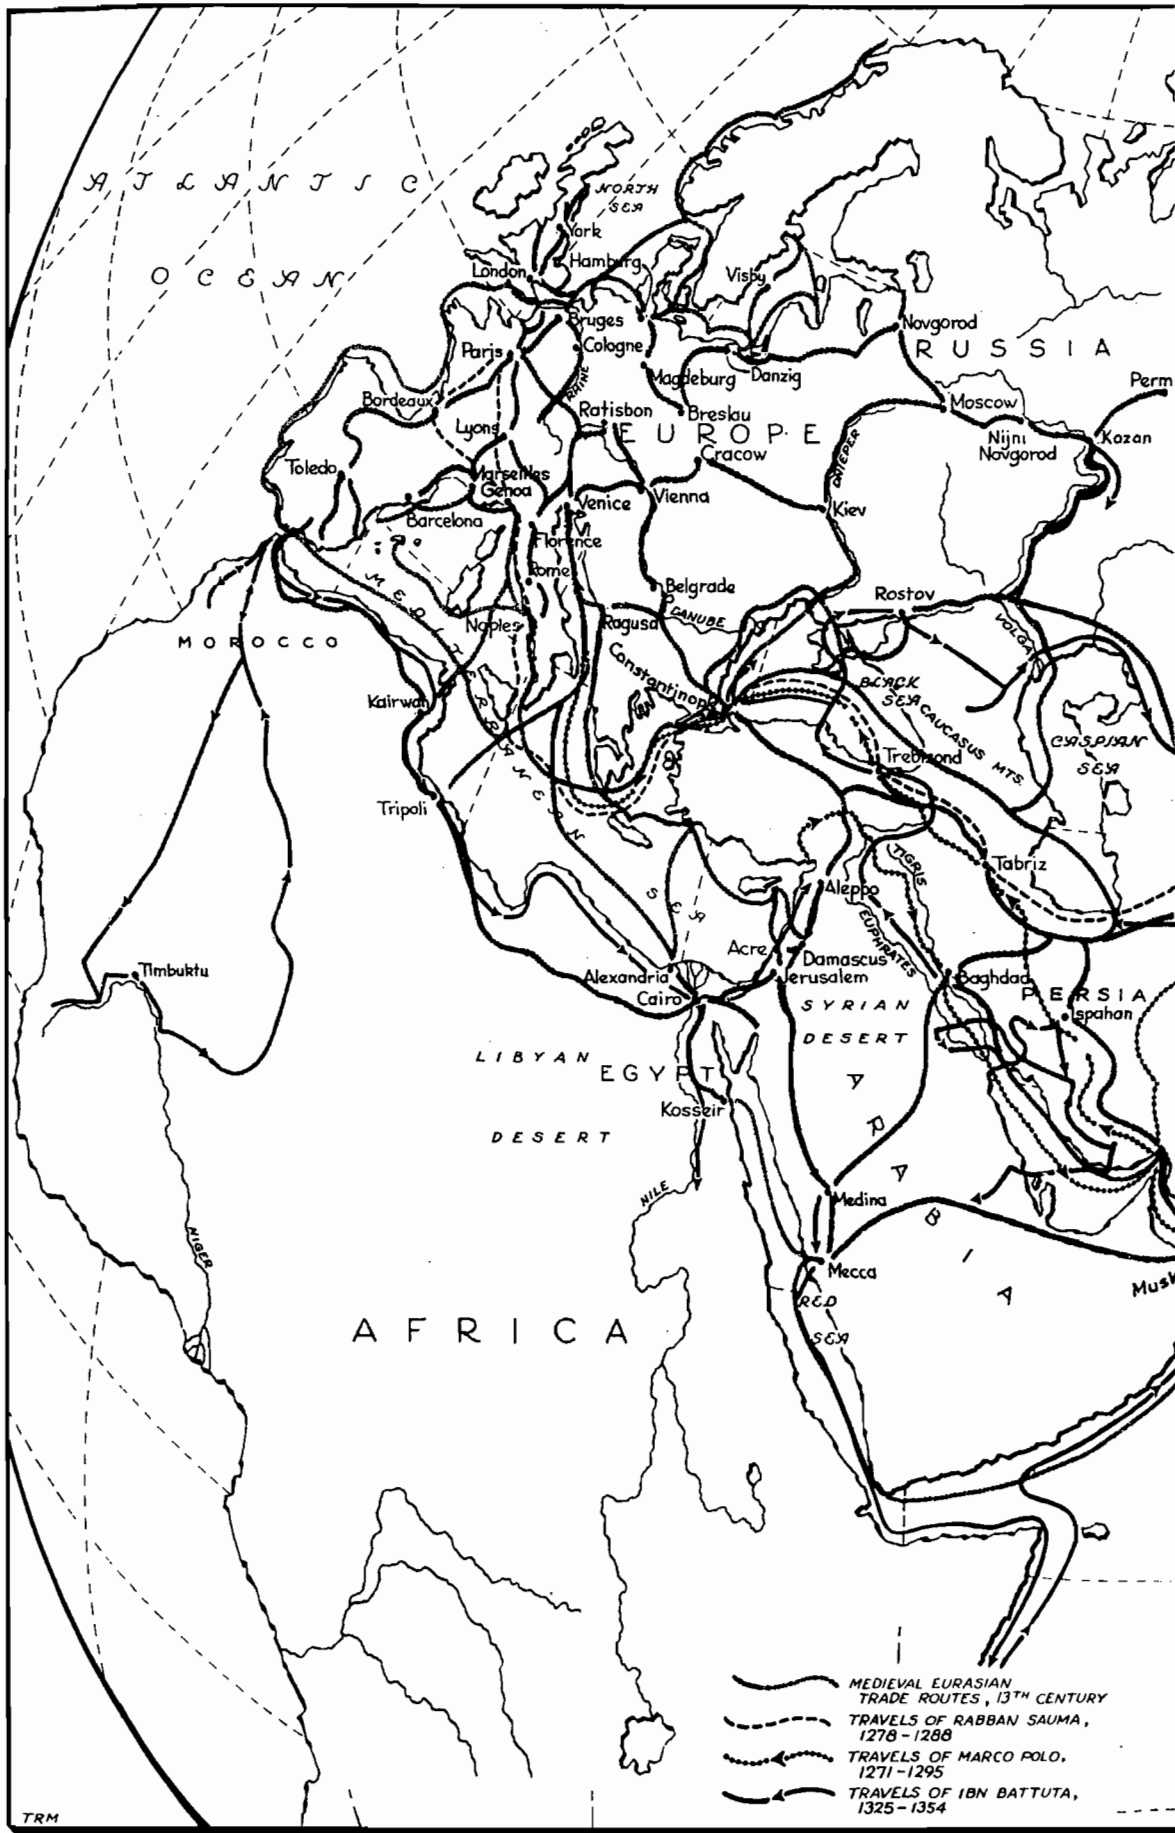 ATLANTIC
OCEAN
NORTH
SEA
York
Hamburg
London
Visby
Bruges
Novgorod
RUSSIA
Paris
Cologne
Magdeburg
Danzig
RHINE
Perm
Bordeaux
Ratisbon
Breslau
Moscow
Lyons
EUROPE
Nijni
Novgorod
Kazan
Cracow
DNIEPER
Toledo
Marseilles
Genoa
Venice
Vienna
Kiev
Barcelona
Florence
Rome
Belgrade
Rostov
DANUBE
Naples
Ragusa
VOLGA
MOROCCO
MEDITERRANEAN
SEA
Constantinople
BLACK
SEA
CAUCASUS MTS.
CASPIAN
SEA
Kairwan
Trebizond
Tripoli
TIGRIS
Tabriz
Aleppo
EUPHRATES
Acre
Damascus
Timbuktu
Alexandria
Jerusalem
Baghdad
Cairo
SYRIAN
DESERT
PERSIA
Ispahan
LIBYAN
DESERT
EGYPT
Kosseir
ARABIA
NILE
Medina
NIGER
Mecca
Musk
RED
SEA
AFRICA
MEDIEVAL EURASIAN
TRADE ROUTES, 13TH CENTURY
TRAVELS OF RABBAN SAUMA,
1278-1288
TRAVELS OF MARCO POLO,
1271-1295
TRAVELS OF IBN BATTUTA,
1325-1354
TRM